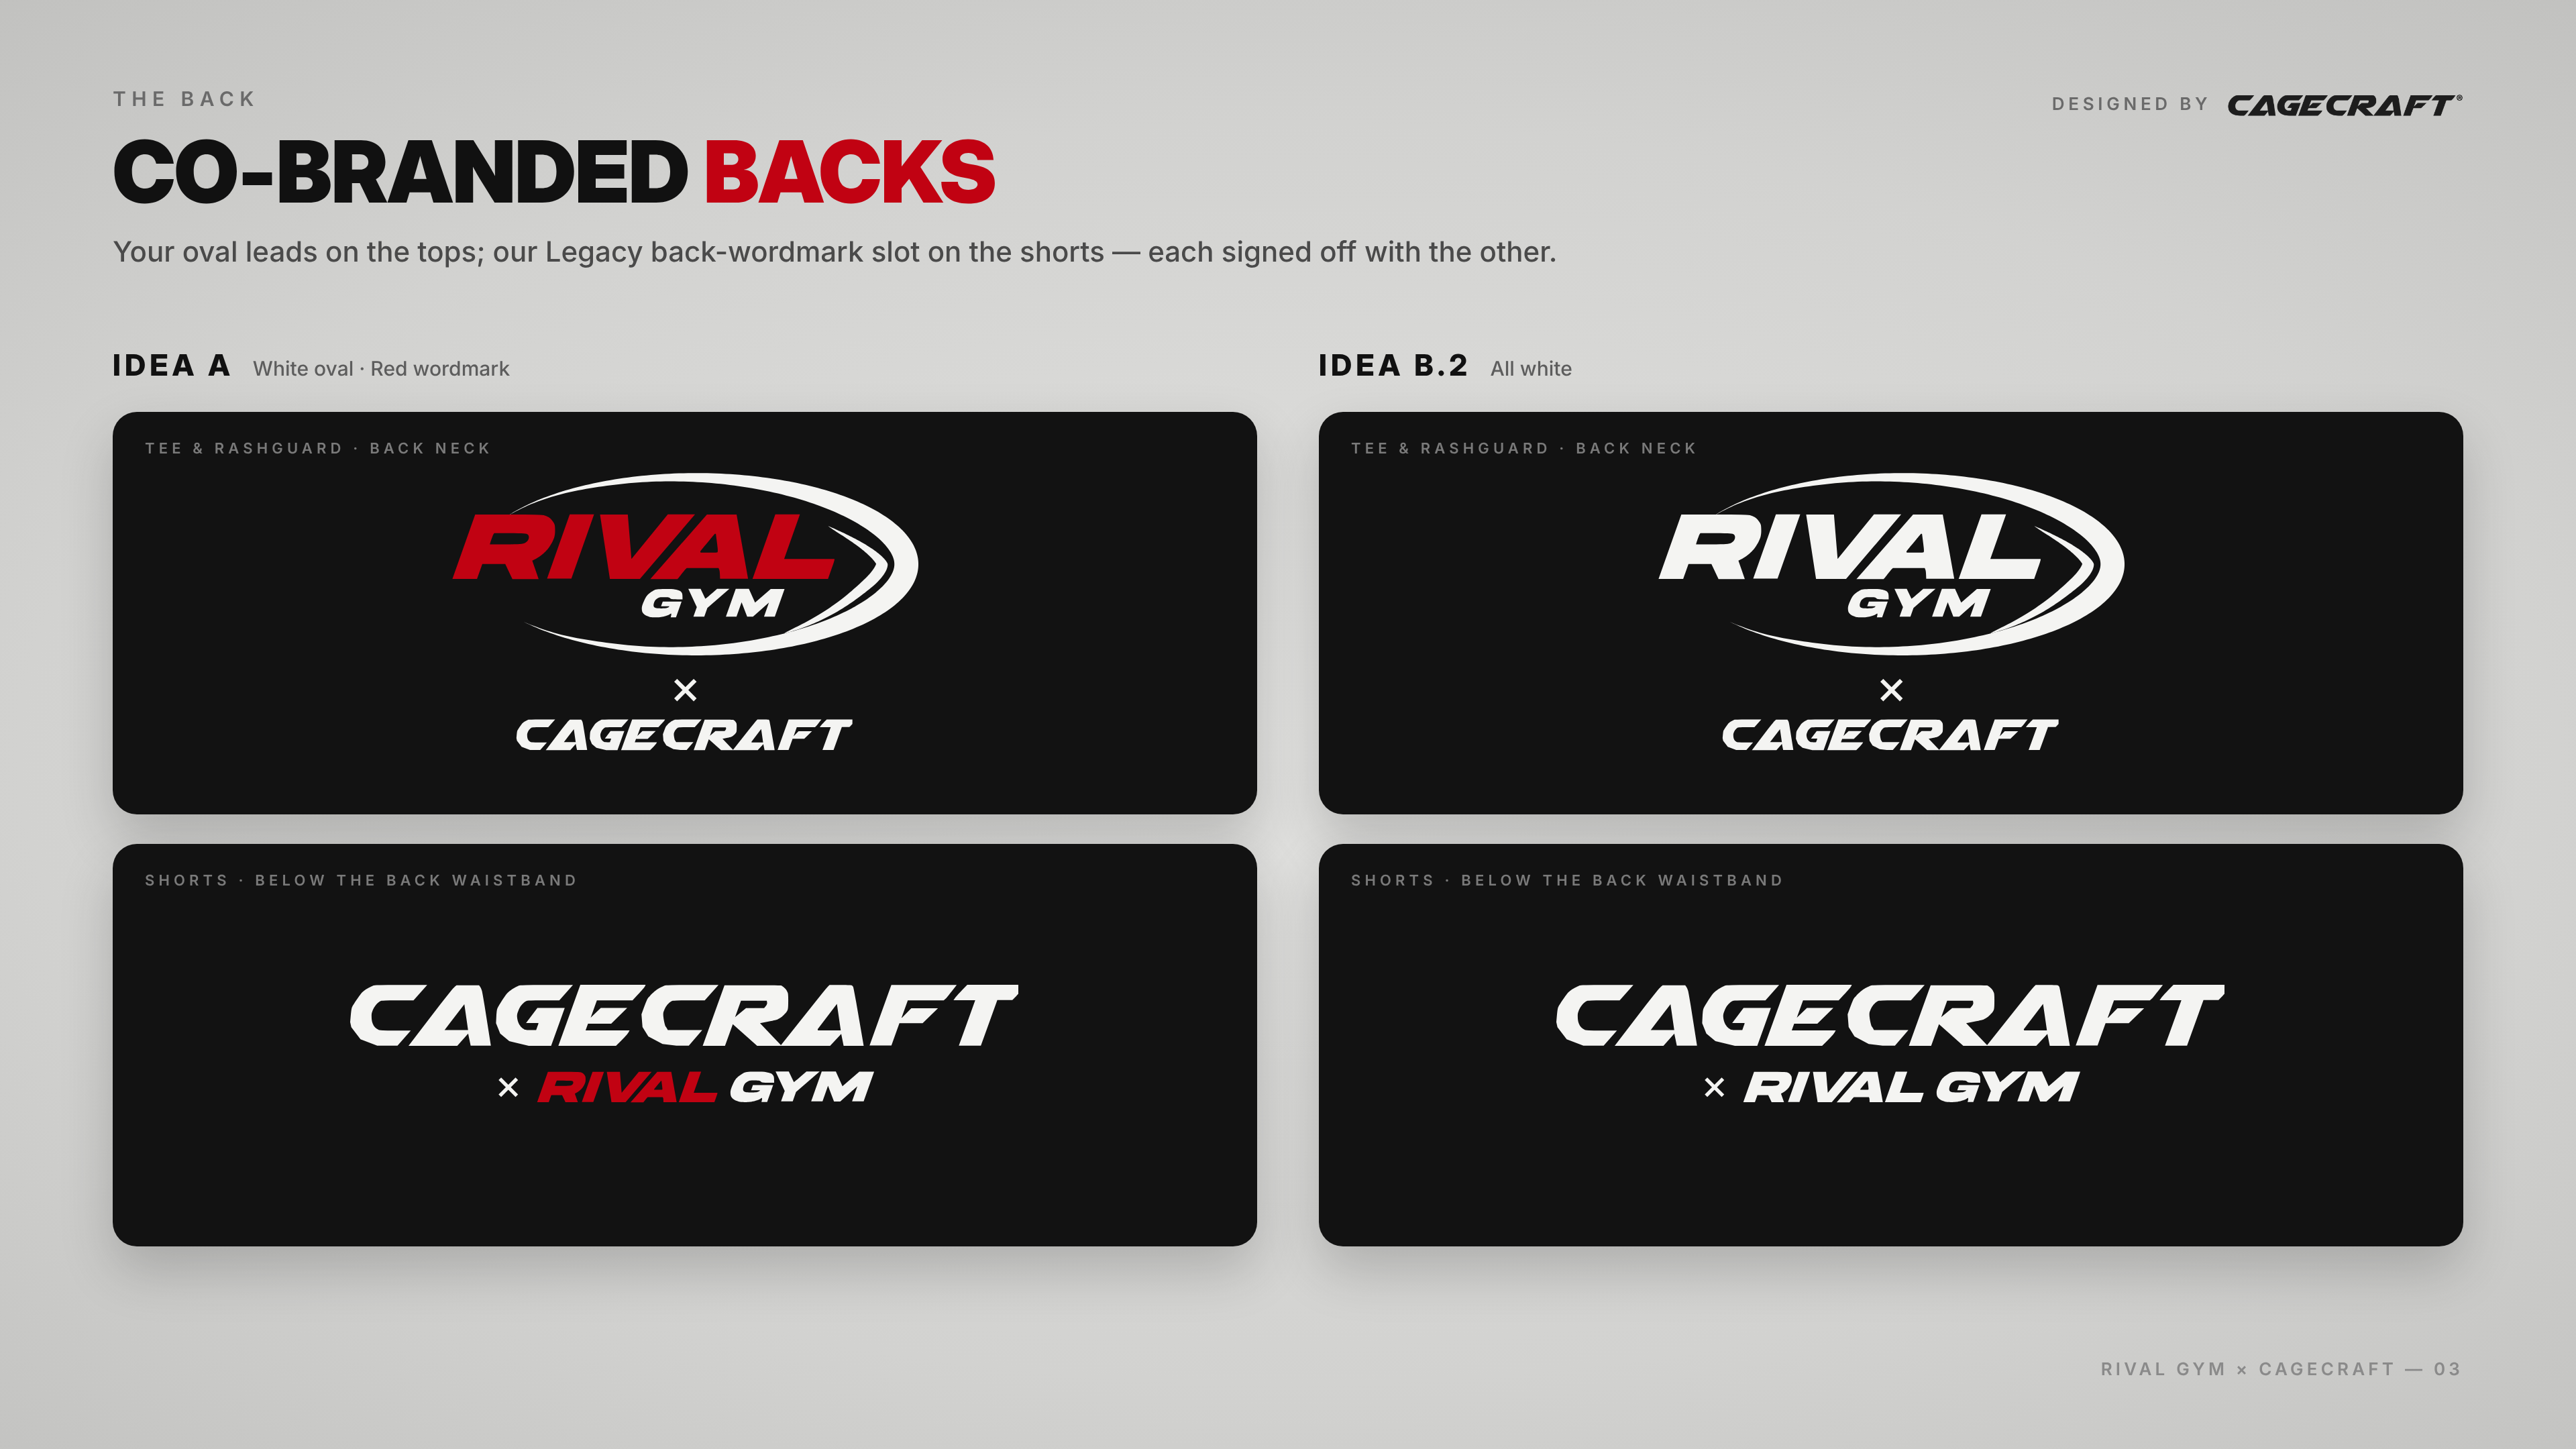 THE BACK
DESIGNED BY CAGECRAFT®
CO-BRANDED BACKS
Your oval leads on the tops; our Legacy back-wordmark slot on the shorts — each signed off with the other.
IDEA A White oval · Red wordmark
TEE & RASHGUARD · BACK NECK
RIVAL
GYM
×
CAGECRAFT
SHORTS · BELOW THE BACK WAISTBAND
CAGECRAFT
× RIVAL GYM
IDEA B.2 All white
TEE & RASHGUARD · BACK NECK
RIVAL
GYM
×
CAGECRAFT
SHORTS · BELOW THE BACK WAISTBAND
CAGECRAFT
× RIVAL GYM
RIVAL GYM × CAGECRAFT — 03